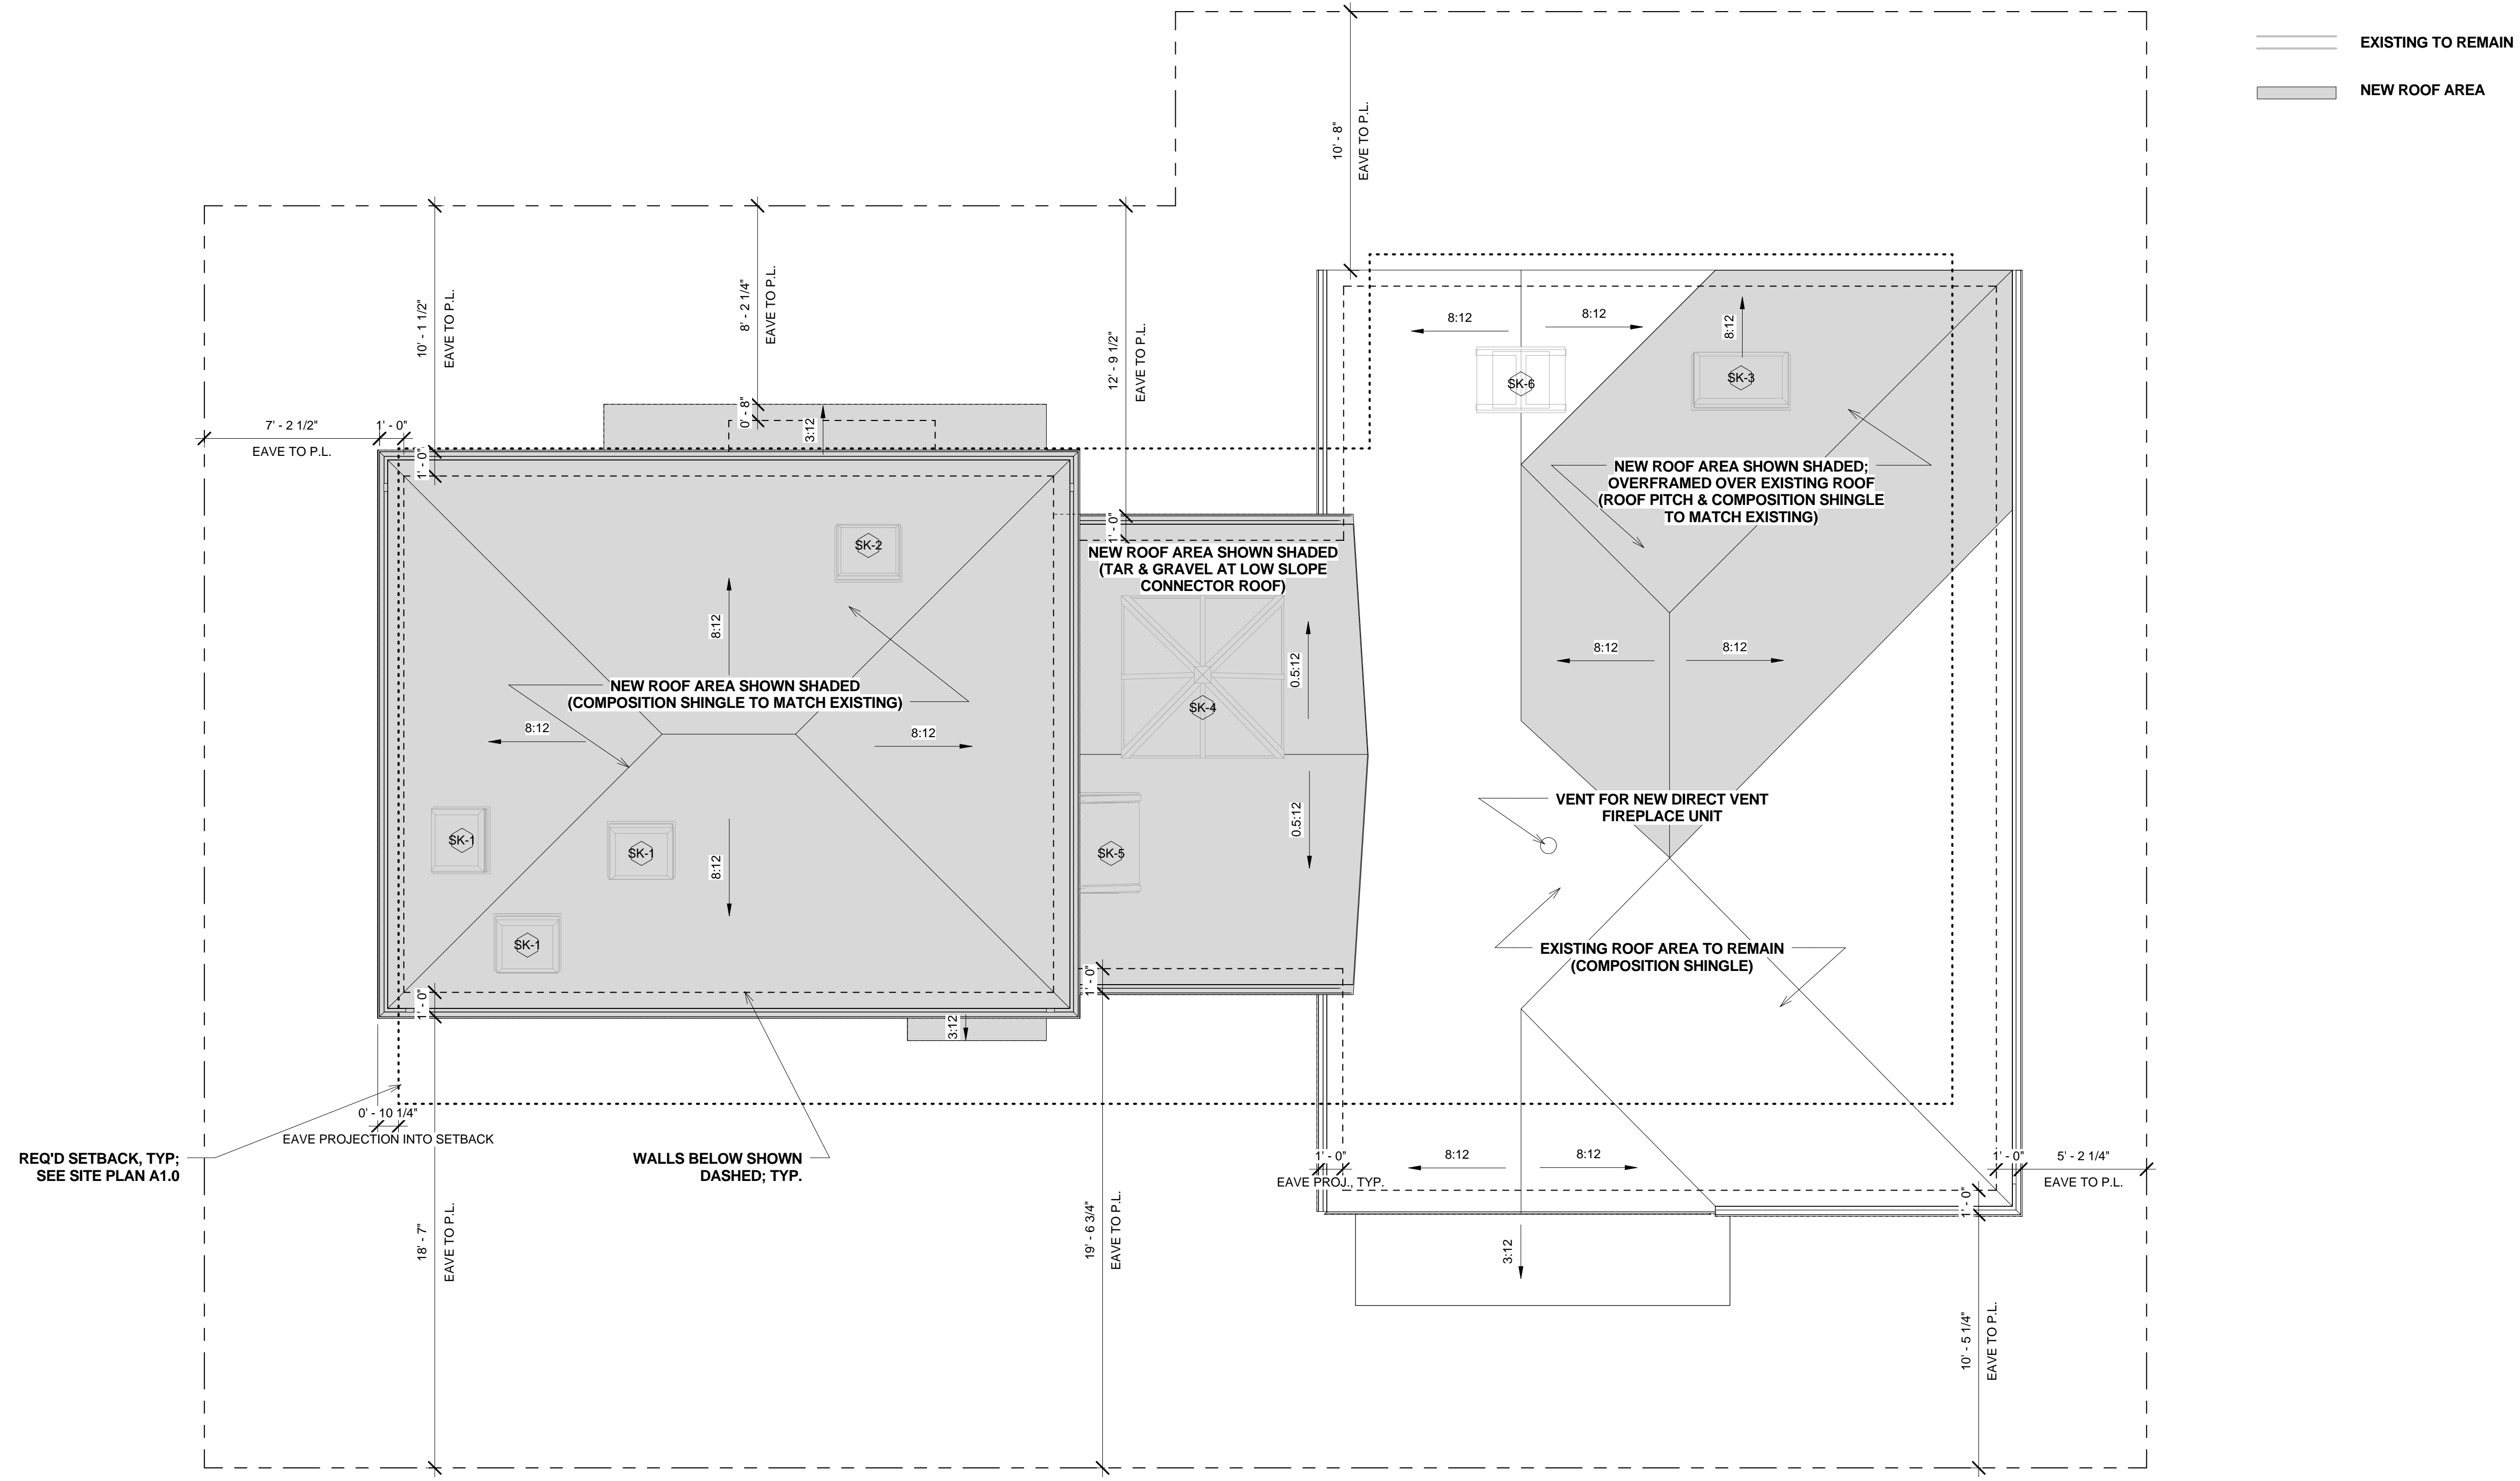 EXISTING TO REMAIN
NEW ROOF AREA
10' - 8"
EAVE TO P.L.
10' - 1 1/2"
EAVE TO P.L.
8' - 2 1/4"
EAVE TO P.L.
12' - 9 1/2"
EAVE TO P.L.
7' - 2 1/2"
EAVE TO P.L.
1' - 0"
1' - 0"
0' - 8"
3:12
1' - 0"
8:12
8:12
8:12
SK-6
SK-3
NEW ROOF AREA SHOWN SHADED;
OVERFRAMED OVER EXISTING ROOF
(ROOF PITCH & COMPOSITION SHINGLE
TO MATCH EXISTING)
SK-2
NEW ROOF AREA SHOWN SHADED
(TAR & GRAVEL AT LOW SLOPE
CONNECTOR ROOF)
8:12
NEW ROOF AREA SHOWN SHADED
(COMPOSITION SHINGLE TO MATCH EXISTING)
8:12
8:12
8:12
SK-4
0.5:12
0.5:12
8:12
8:12
SK-1
SK-1
SK-1
SK-5
VENT FOR NEW DIRECT VENT
FIREPLACE UNIT
EXISTING ROOF AREA TO REMAIN
(COMPOSITION SHINGLE)
1' - 0"
1' - 0"
3:12
0' - 10 1/4"
EAVE PROJECTION INTO SETBACK
REQ'D SETBACK, TYP;
SEE SITE PLAN A1.0
WALLS BELOW SHOWN
DASHED; TYP.
1' - 0"
EAVE PROJ., TYP.
8:12
8:12
1' - 0"
5' - 2 1/4"
EAVE TO P.L.
1' - 0"
18' - 7"
EAVE TO P.L.
19' - 6 3/4"
EAVE TO P.L.
3:12
10' - 5 1/4"
EAVE TO P.L.